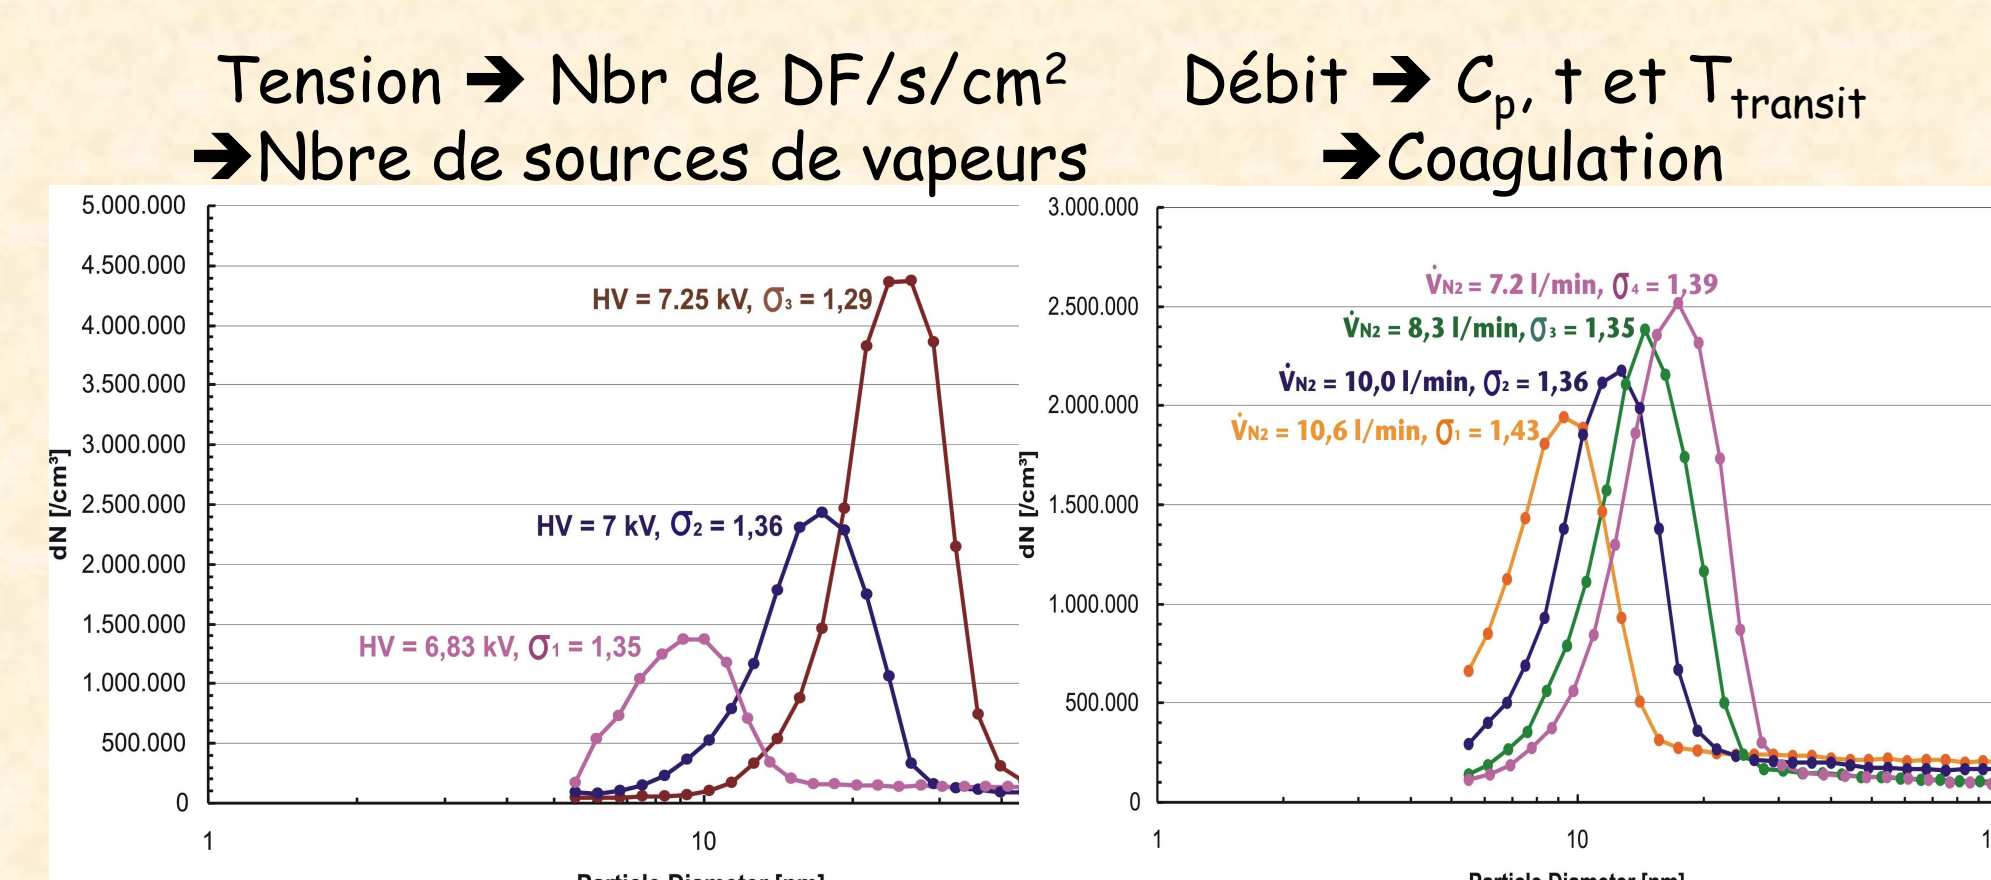 Tension ➔ Nbr de DF/s/cm²
➔Nbre de sources de vapeurs
Débit ➔ Cp, t et Ttransit
➔Coagulation
5.000.000
4.500.000
4.000.000
3.500.000
3.000.000
2.500.000
2.000.000
1.500.000
1.000.000
500.000
0
dN [/cm³]
HV = 7.25 kV, σ3 = 1,29
HV = 7 kV, σ2 = 1,36
HV = 6,83 kV, σ1 = 1,35
1
10
Particle Diameter [nm]
3.000.000
2.500.000
2.000.000
1.500.000
1.000.000
500.000
0
dN [/cm³]
V̇N2 = 7.2 l/min, σ4 = 1,39
V̇N2 = 8,3 l/min, σ3 = 1,35
V̇N2 = 10,0 l/min, σ2 = 1,36
V̇N2 = 10,6 l/min, σ1 = 1,43
1
10
Particle Diameter [nm]